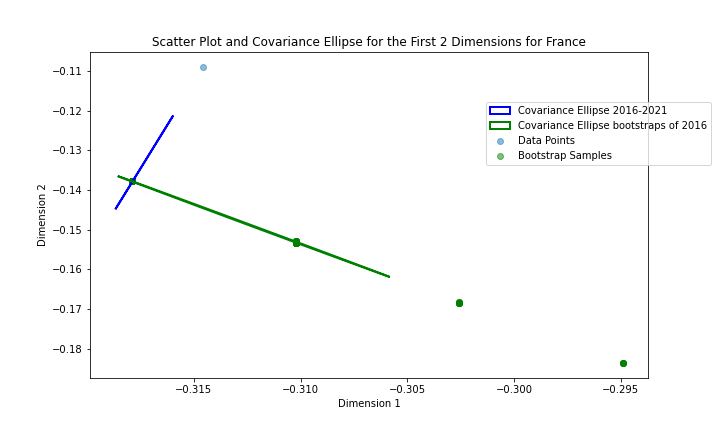 Scatter Plot and Covariance Ellipse for the First 2 Dimensions for France
−0.11
−0.12
−0.13
−0.14
−0.15
−0.16
−0.17
−0.18
Dimension 2
Covariance Ellipse 2016-2021
Covariance Ellipse bootstraps of 2016
Data Points
Bootstrap Samples
−0.315
−0.310
−0.305
−0.300
−0.295
Dimension 1